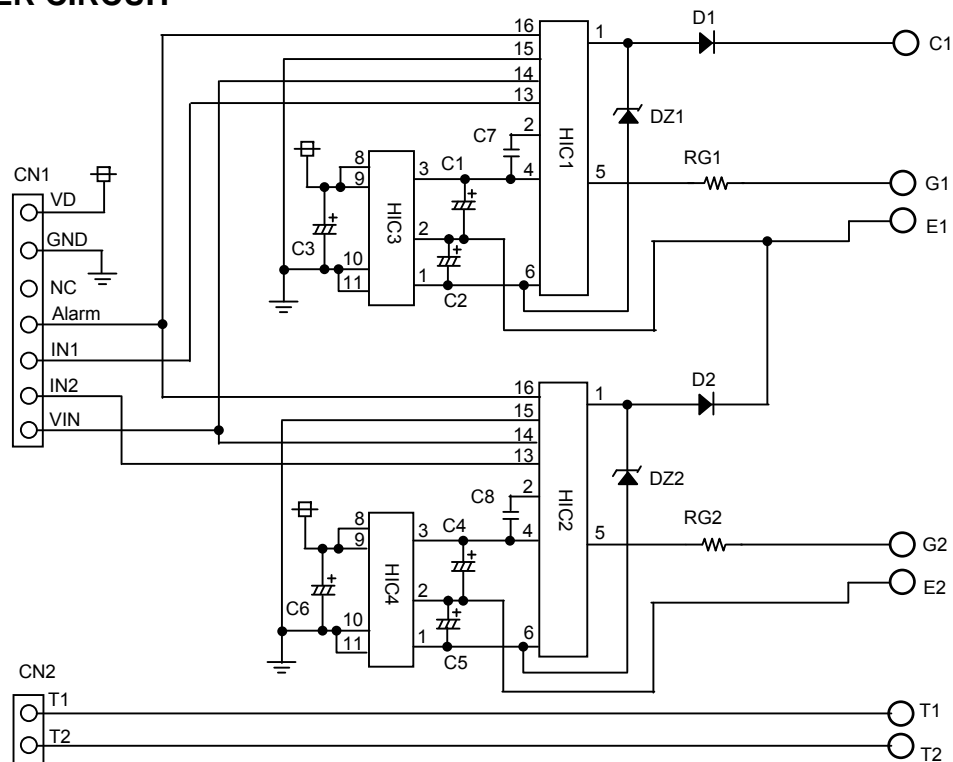 ER CIRCUIT
D1
16
1
C1
15
14
13
DZ1
2
C7
HIC1
CN1
8
3
C1
4
5
RG1
9
G1
VD
HIC3
E1
GND
C3
2
10
1
6
NC
11
C2
Alarm
IN1
D2
IN2
16
1
15
VIN
14
13
DZ2
2
C8
HIC2
RG2
8
3
C4
4
5
9
G2
HIC4
E2
C6
2
10
1
6
11
C5
CN2
T1
T1
T2
T2